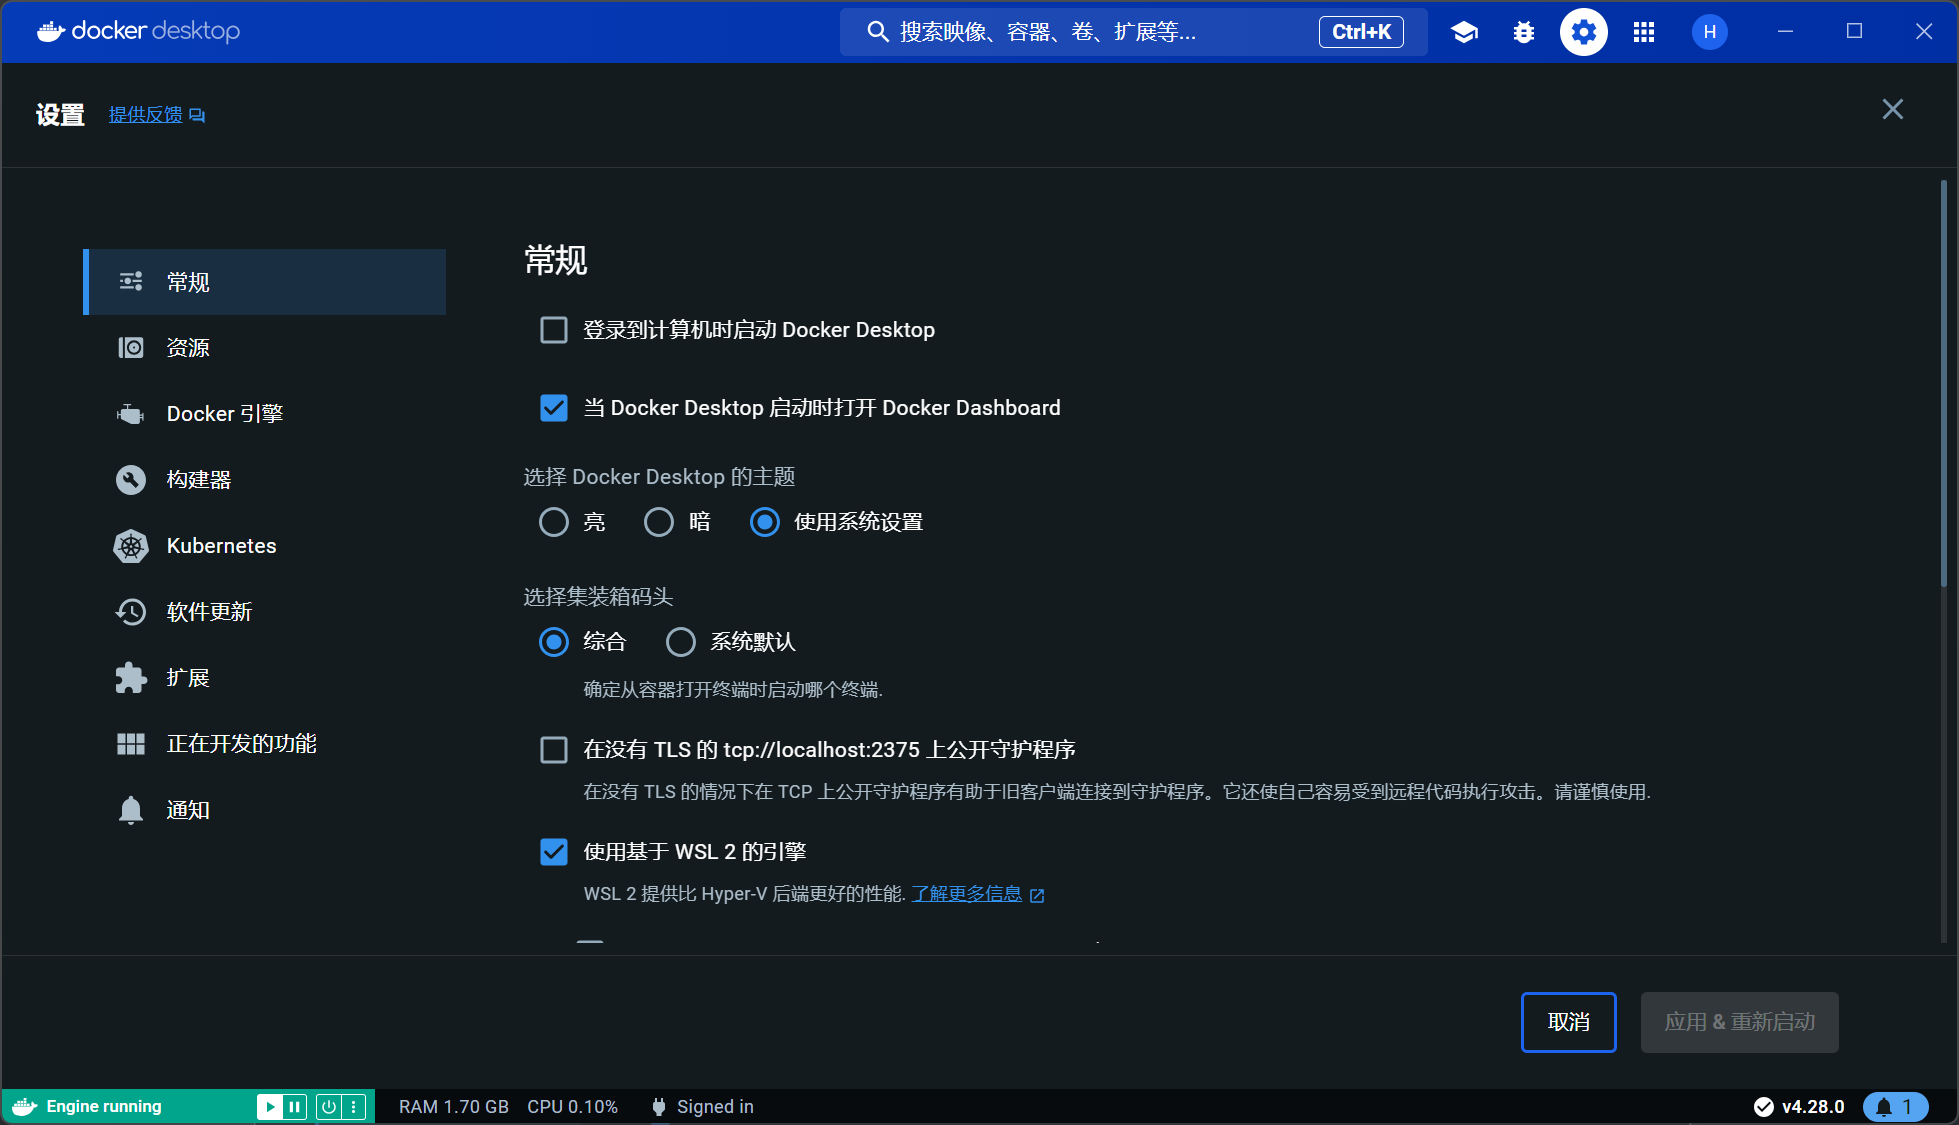 docker desktop
搜索映像、容器、卷、扩展等...
Ctrl+K
H
设置
提供反馈
常规
资源
Docker 引擎
构建器
Kubernetes
软件更新
扩展
正在开发的功能
通知
常规
登录到计算机时启动 Docker Desktop
当 Docker Desktop 启动时打开 Docker Dashboard
选择 Docker Desktop 的主题
亮 暗 使用系统设置
选择集装箱码头
综合 系统默认
确定从容器打开终端时启动哪个终端.
在没有 TLS 的 tcp://localhost:2375 上公开守护程序
在没有 TLS 的情况下在 TCP 上公开守护程序有助于旧客户端连接到守护程序。它还使自己容易受到远程代码执行攻击。请谨慎使用.
使用基于 WSL 2 的引擎
WSL 2 提供比 Hyper-V 后端更好的性能. 了解更多信息
取消
应用 & 重新启动
Engine running
RAM 1.70 GB CPU 0.10%
Signed in
v4.28.0
1